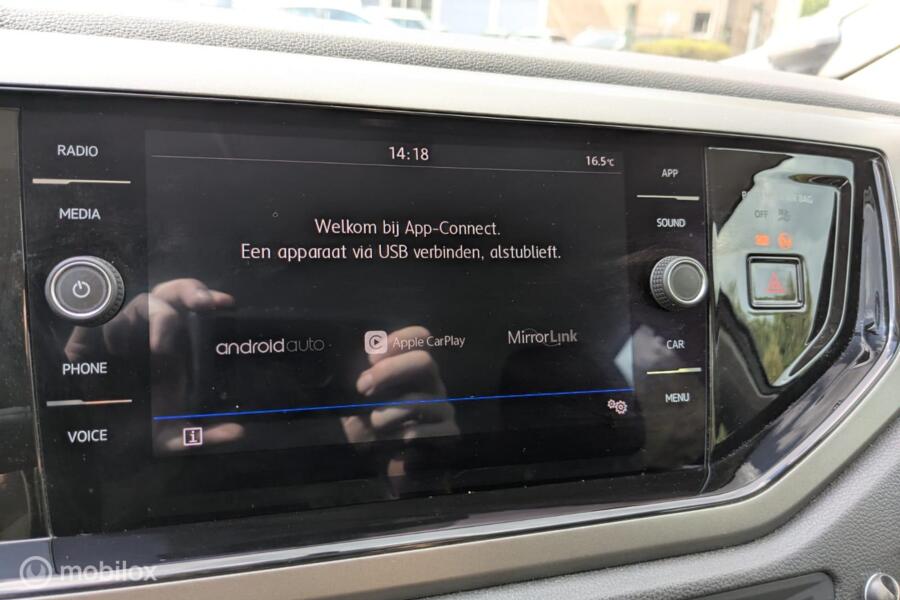 RADIO
MEDIA
PHONE
VOICE
14:18
16.5°C
Welkom bij App-Connect.
Een apparaat via USB verbinden, alstublieft.
androidauto
Apple CarPlay
MirrorLink
i
APP
SOUND
CAR
MENU
OFF
mobilox